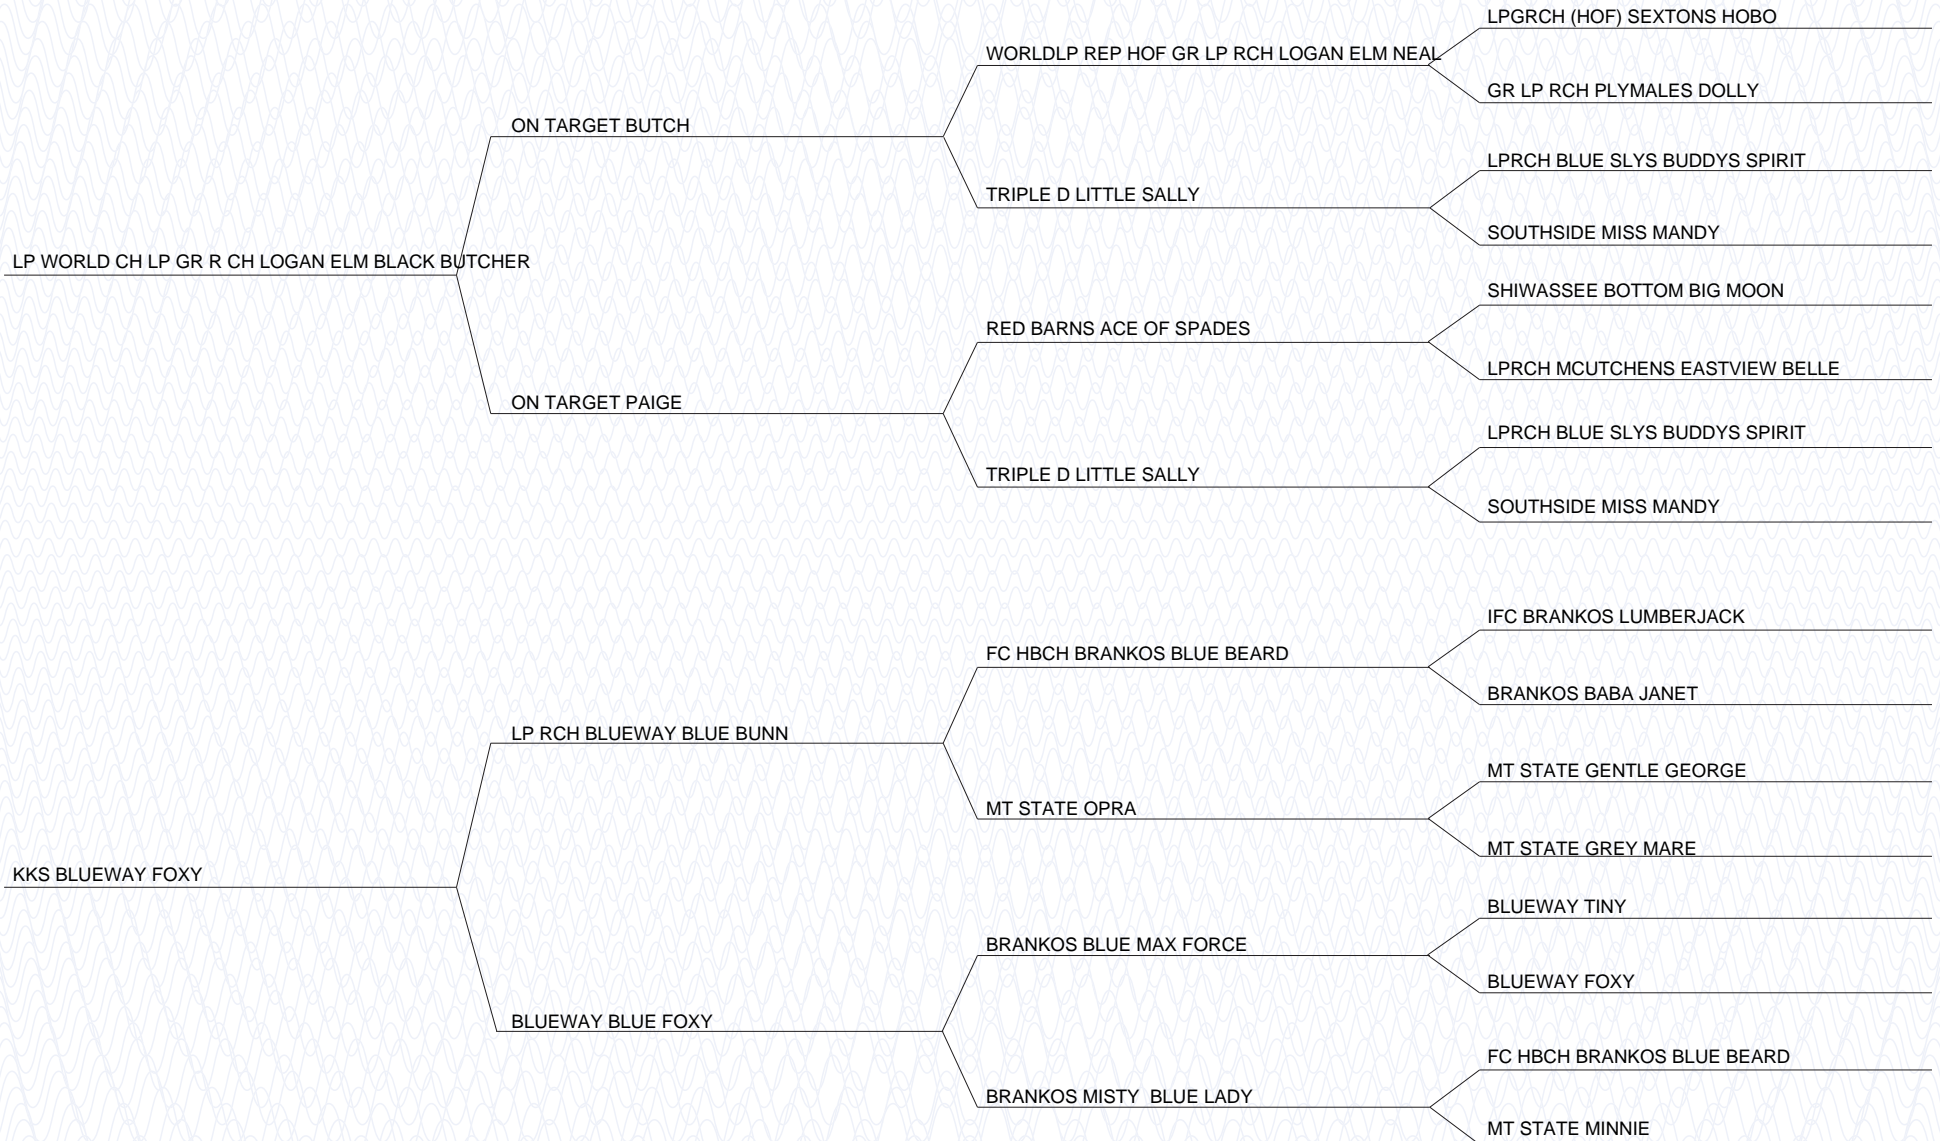 LP WORLD CH LP GR R CH LOGAN ELM BLACK BUTCHER
ON TARGET BUTCH
WORLDLP REP HOF GR LP RCH LOGAN ELM NEAL
LPGRCH (HOF) SEXTONS HOBO
GR LP RCH PLYMALES DOLLY
TRIPLE D LITTLE SALLY
LPRCH BLUE SLYS BUDDYS SPIRIT
SOUTHSIDE MISS MANDY
ON TARGET PAIGE
RED BARNS ACE OF SPADES
SHIWASSEE BOTTOM BIG MOON
LPRCH MCUTCHENS EASTVIEW BELLE
TRIPLE D LITTLE SALLY
LPRCH BLUE SLYS BUDDYS SPIRIT
SOUTHSIDE MISS MANDY
KKS BLUEWAY FOXY
LP RCH BLUEWAY BLUE BUNN
FC HBCH BRANKOS BLUE BEARD
IFC BRANKOS LUMBERJACK
BRANKOS BABA JANET
MT STATE OPRA
MT STATE GENTLE GEORGE
MT STATE GREY MARE
BLUEWAY BLUE FOXY
BRANKOS BLUE MAX FORCE
BLUEWAY TINY
BLUEWAY FOXY
BRANKOS MISTY  BLUE LADY
FC HBCH BRANKOS BLUE BEARD
MT STATE MINNIE